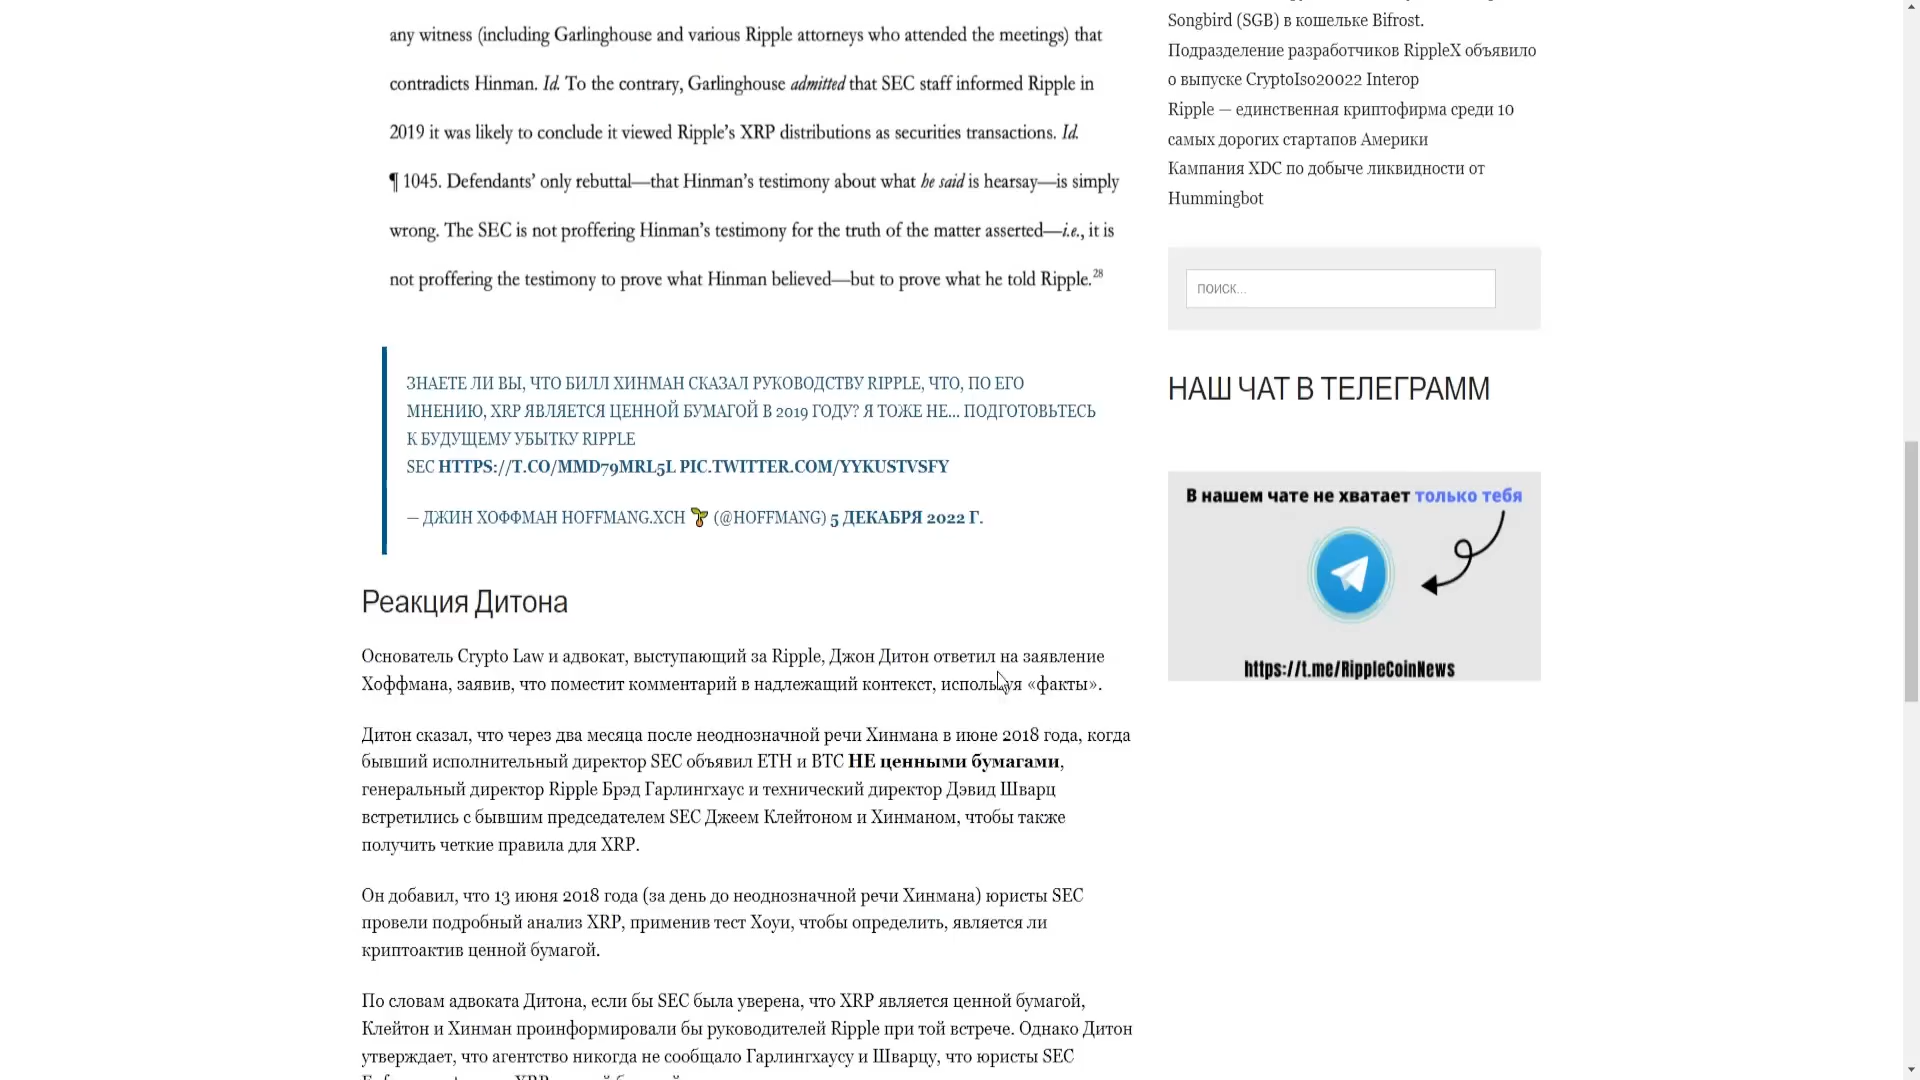 any witness (including Garlinghouse and various Ripple attorneys who attended the meetings) that
contradicts Hinman. Id. To the contrary, Garlinghouse admitted that SEC staff informed Ripple in
2019 it was likely to conclude it viewed Ripple’s XRP distributions as securities transactions. Id.
¶ 1045. Defendants’ only rebuttal—that Hinman’s testimony about what he said is hearsay—is simply
wrong. The SEC is not proffering Hinman’s testimony for the truth of the matter asserted—i.e., it is
not proffering the testimony to prove what Hinman believed—but to prove what he told Ripple.28
ЗНАЕТЕ ЛИ ВЫ, ЧТО БИЛЛ ХИНМАН СКАЗАЛ РУКОВОДСТВУ RIPPLE, ЧТО, ПО ЕГО
МНЕНИЮ, XRP ЯВЛЯЕТСЯ ЦЕННОЙ БУМАГОЙ В 2019 ГОДУ? Я ТОЖЕ НЕ... ПОДГОТОВЬТЕСЬ
К БУДУЩЕМУ УБЫТКУ RIPPLE
SEC HTTPS://T.CO/MMD79MRL5L PIC.TWITTER.COM/YYKUSTVSFY
— ДЖИН ХОФФМАН HOFFMANG.XCH 🌱 (@HOFFMANG) 5 ДЕКАБРЯ 2022 Г.
Реакция Дитона
Основатель Crypto Law и адвокат, выступающий за Ripple, Джон Дитон ответил на заявление
Хоффмана, заявив, что поместит комментарий в надлежащий контекст, используя «факты».
Дитон сказал, что через два месяца после неоднозначной речи Хинмана в июне 2018 года, когда
бывший исполнительный директор SEC объявил ETH и BTC НЕ ценными бумагами,
генеральный директор Ripple Брэд Гарлингхаус и технический директор Дэвид Шварц
встретились с бывшим председателем SEC Джеем Клейтоном и Хинманом, чтобы также
получить четкие правила для XRP.
Он добавил, что 13 июня 2018 года (за день до неоднозначной речи Хинмана) юристы SEC
провели подробный анализ XRP, применив тест Хоуи, чтобы определить, является ли
криптоактив ценной бумагой.
По словам адвоката Дитона, если бы SEC была уверена, что XRP является ценной бумагой,
Клейтон и Хинман проинформировали бы руководителей Ripple при той встрече. Однако Дитон
утверждает, что агентство никогда не сообщало Гарлингхаусу и Шварцу, что юристы SEC
Songbird (SGB) в кошельке Bifrost.
Подразделение разработчиков RippleX объявило
о выпуске CryptoIso20022 Interop
Ripple — единственная криптофирма среди 10
самых дорогих стартапов Америки
Кампания XDC по добыче ликвидности от
Hummingbot
поиск...
НАШ ЧАТ В ТЕЛЕГРАММ
В нашем чате не хватает только тебя
https://t.me/RippleCoinNews